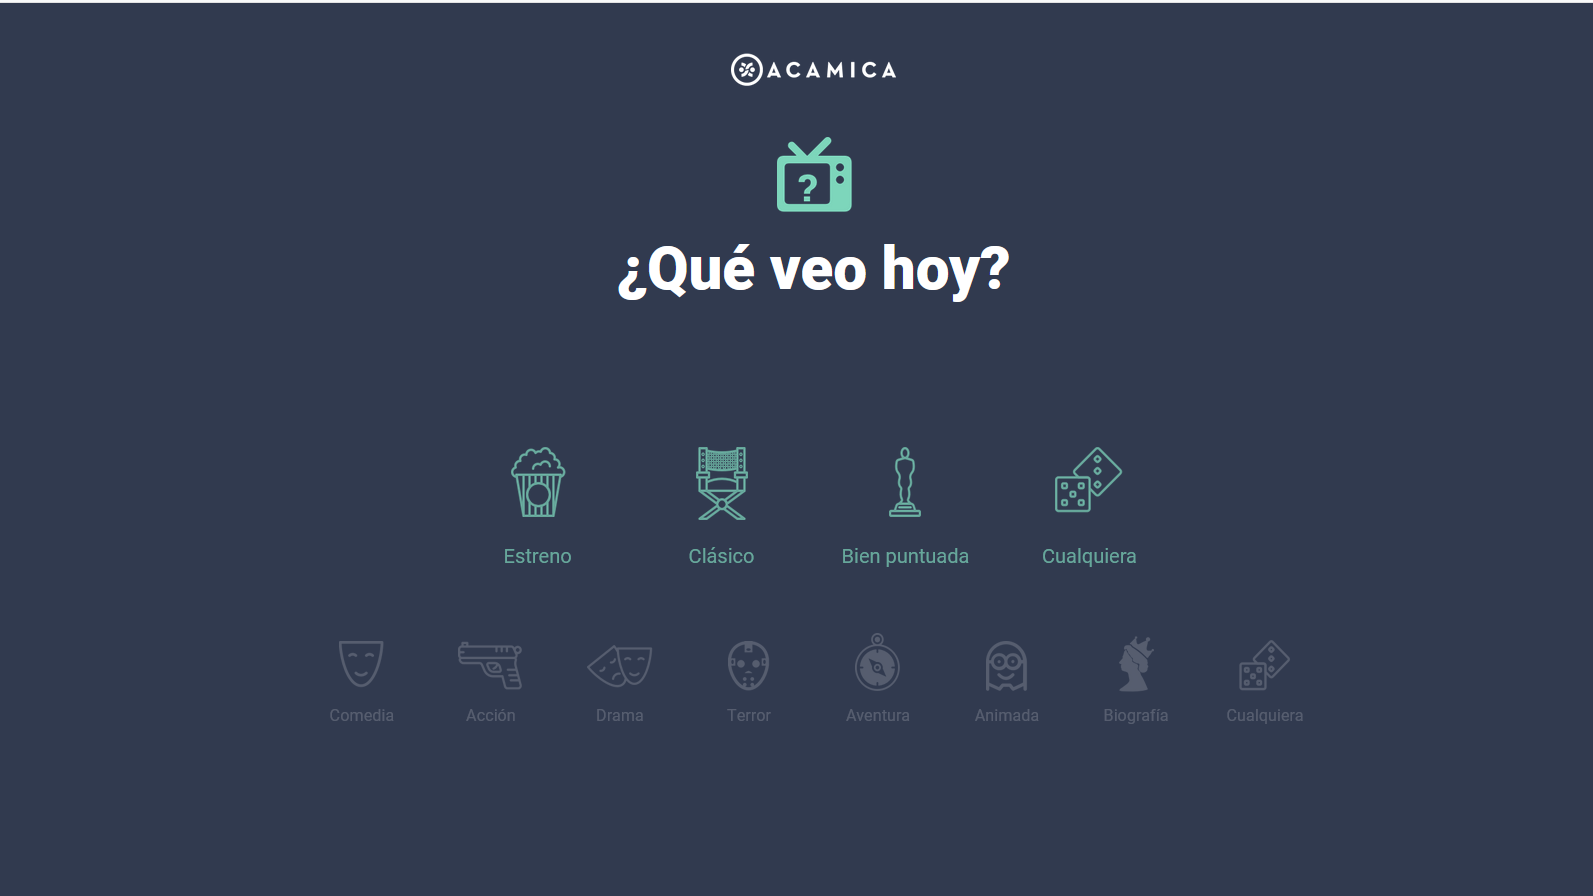 ACAMICA
?
¿Qué veo hoy?
Estreno Clásico Bien puntuada Cualquiera
Comedia Acción Drama Terror Aventura Animada Biografía Cualquiera